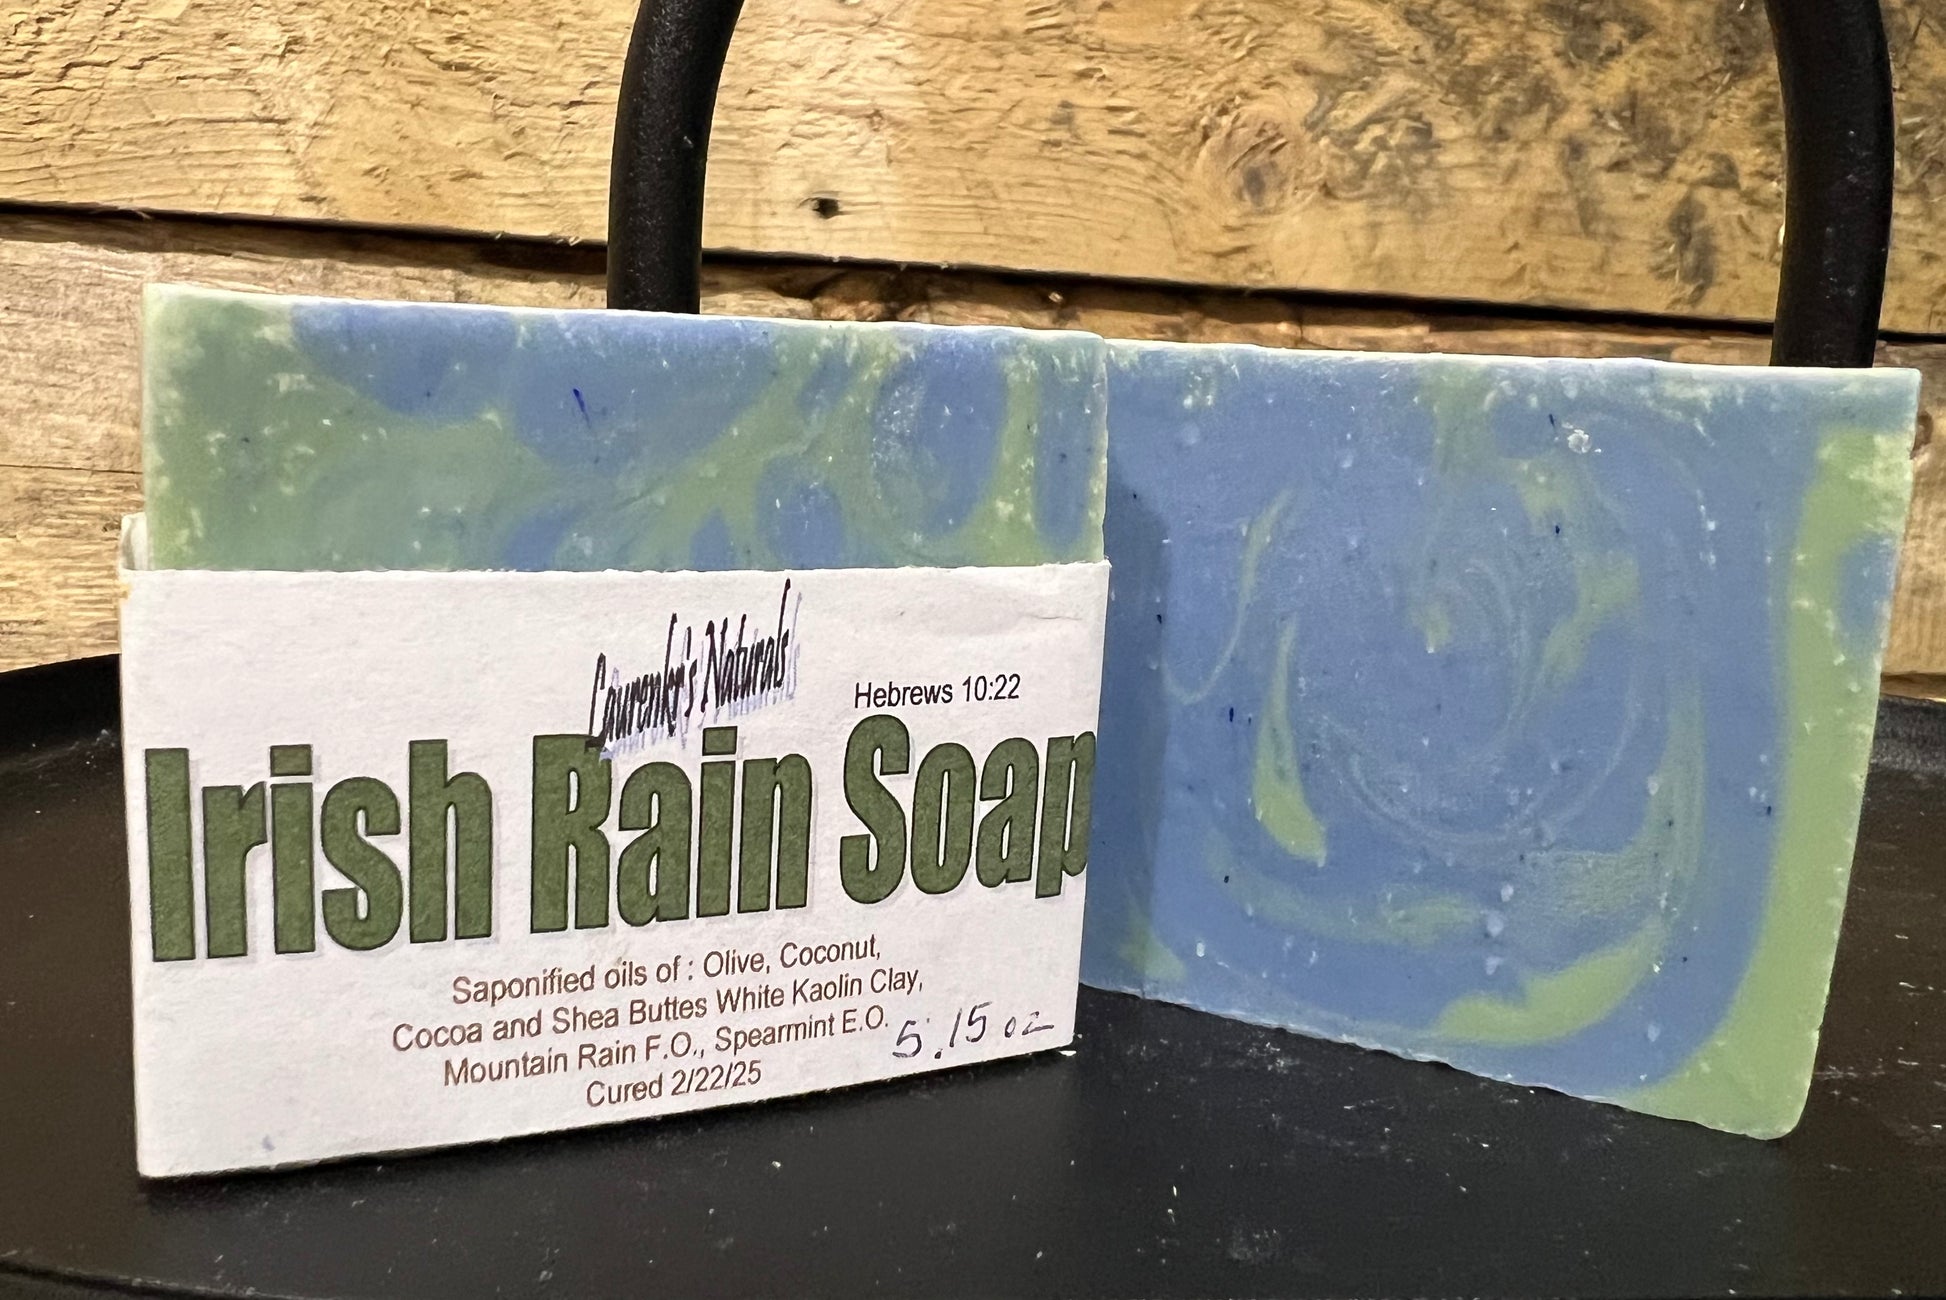 Laurenkr's Naturals
Hebrews 10:22
Irish Rain Soap
Saponified oils of : Olive, Coconut,
Cocoa and Shea Buttes White Kaolin Clay,
Mountain Rain F.O., Spearmint E.O.
5.15 oz
Cured 2/22/25